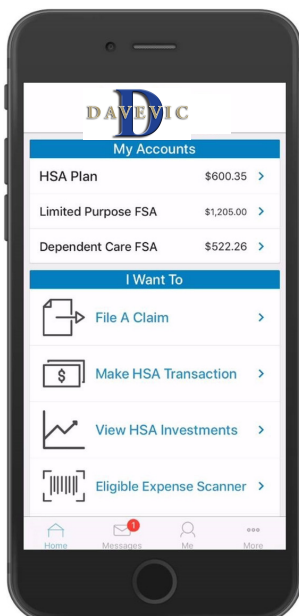 D
DAVEVIC
My Accounts
HSA Plan $600.35 >
Limited Purpose FSA $1,205.00 >
Dependent Care FSA $522.26 >
I Want To
File A Claim >
$ Make HSA Transaction >
View HSA Investments >
Eligible Expense Scanner >
1
Home Messages Me More